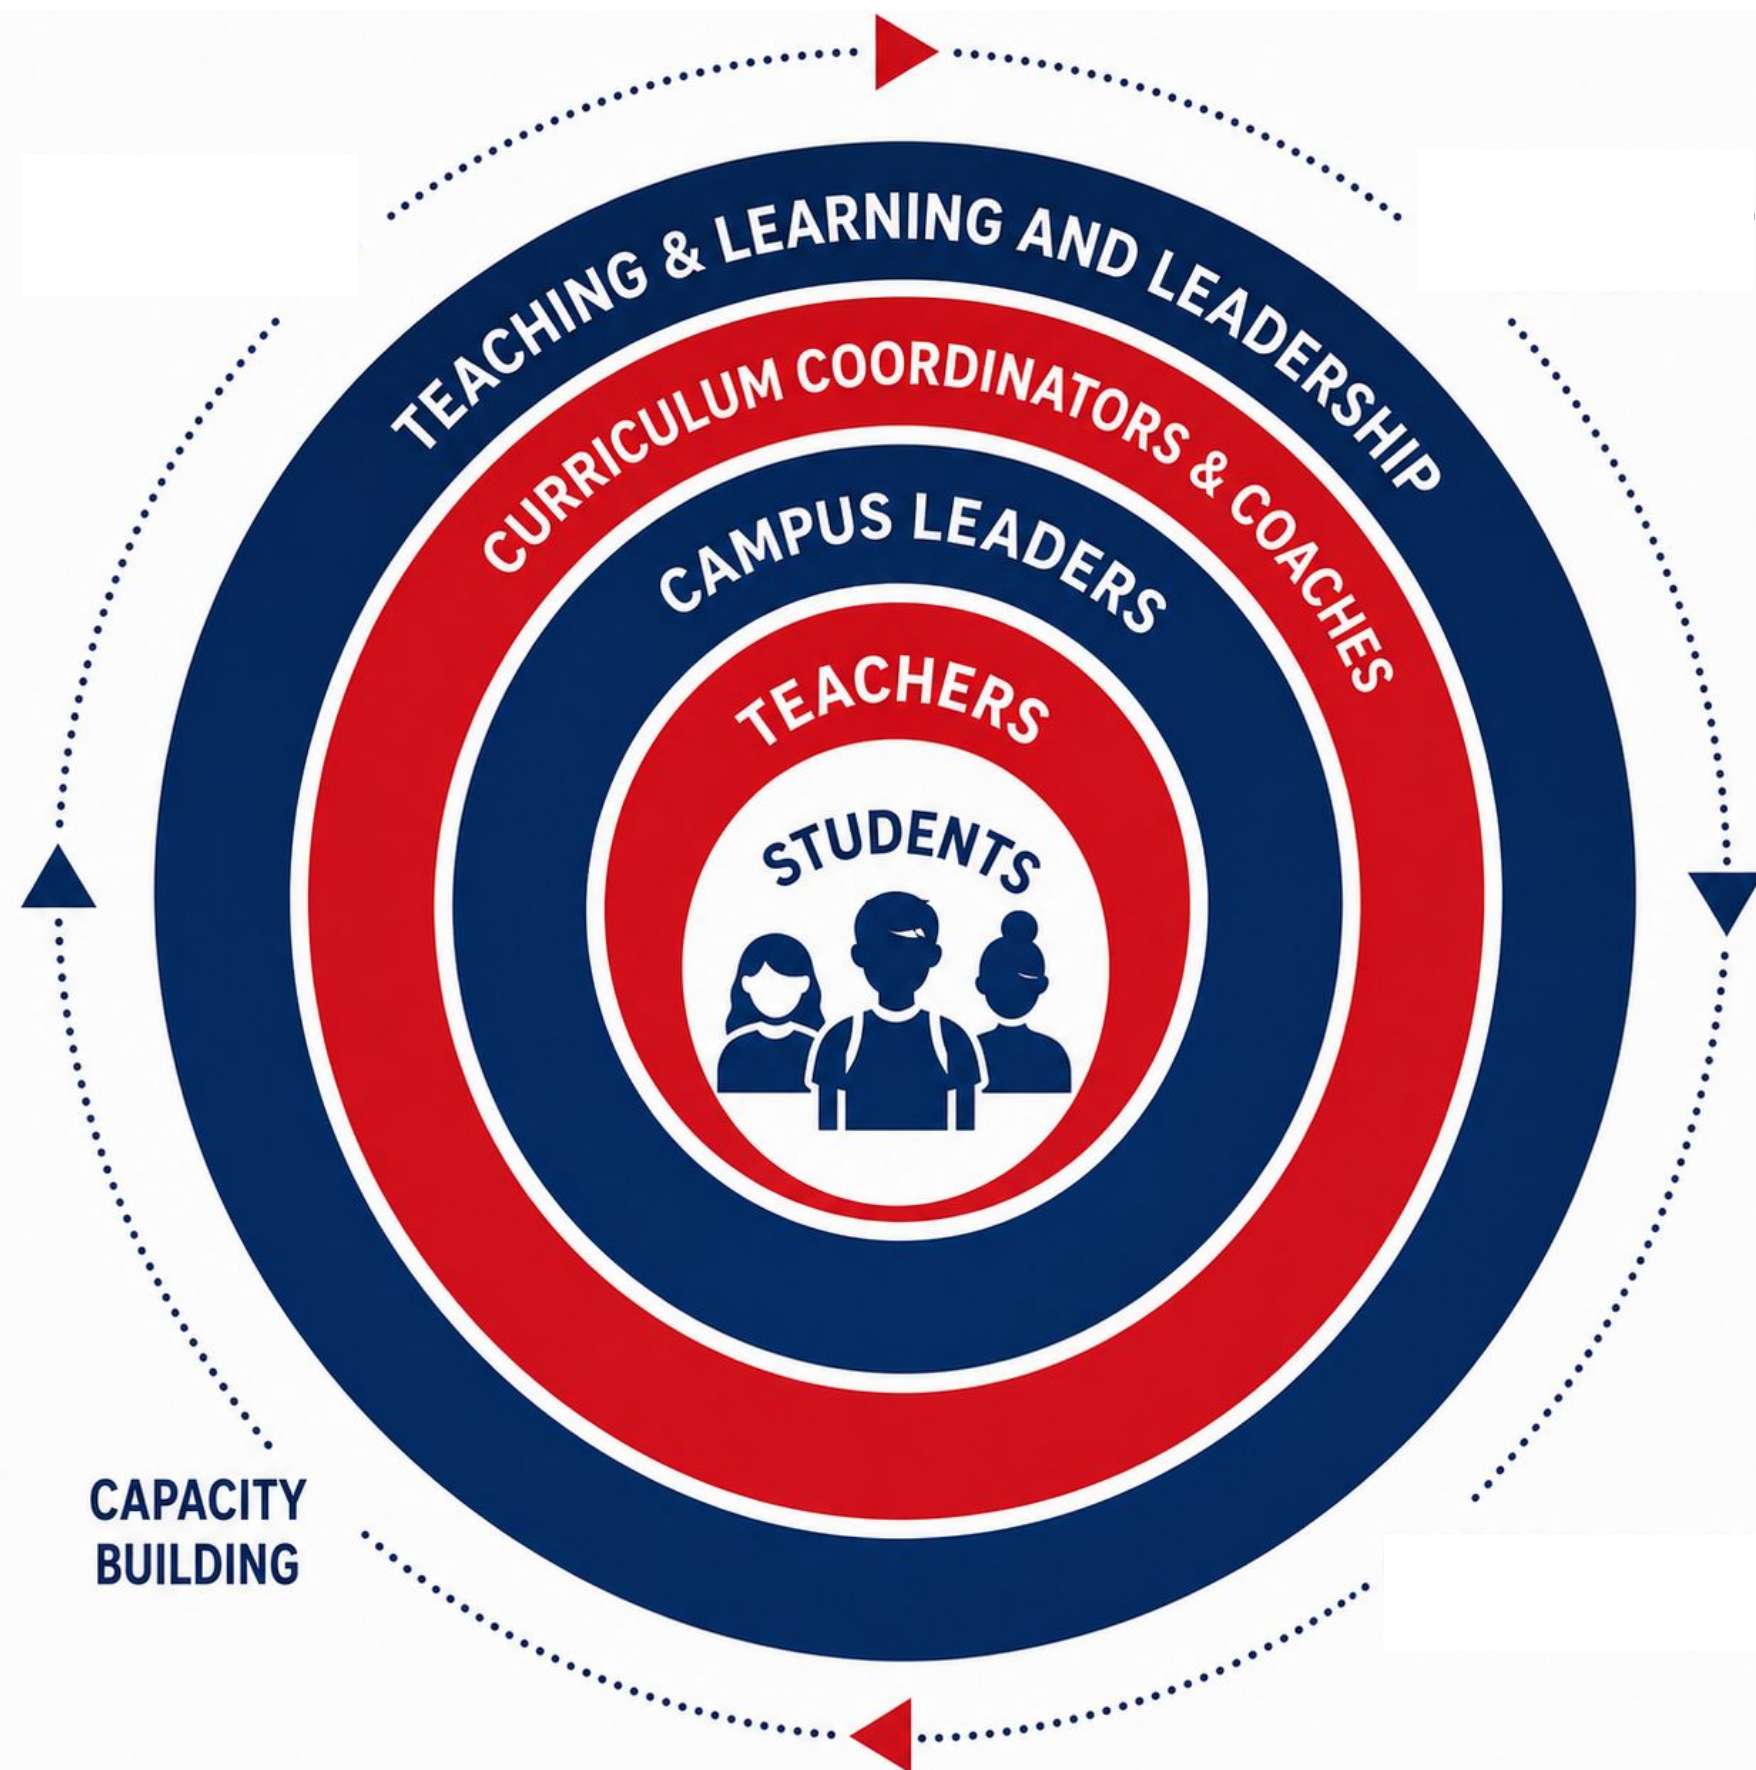 TEACHING & LEARNING AND LEADERSHIP
CURRICULUM COORDINATORS & COACHES
CAMPUS LEADERS
TEACHERS
STUDENTS
CAPACITY
BUILDING